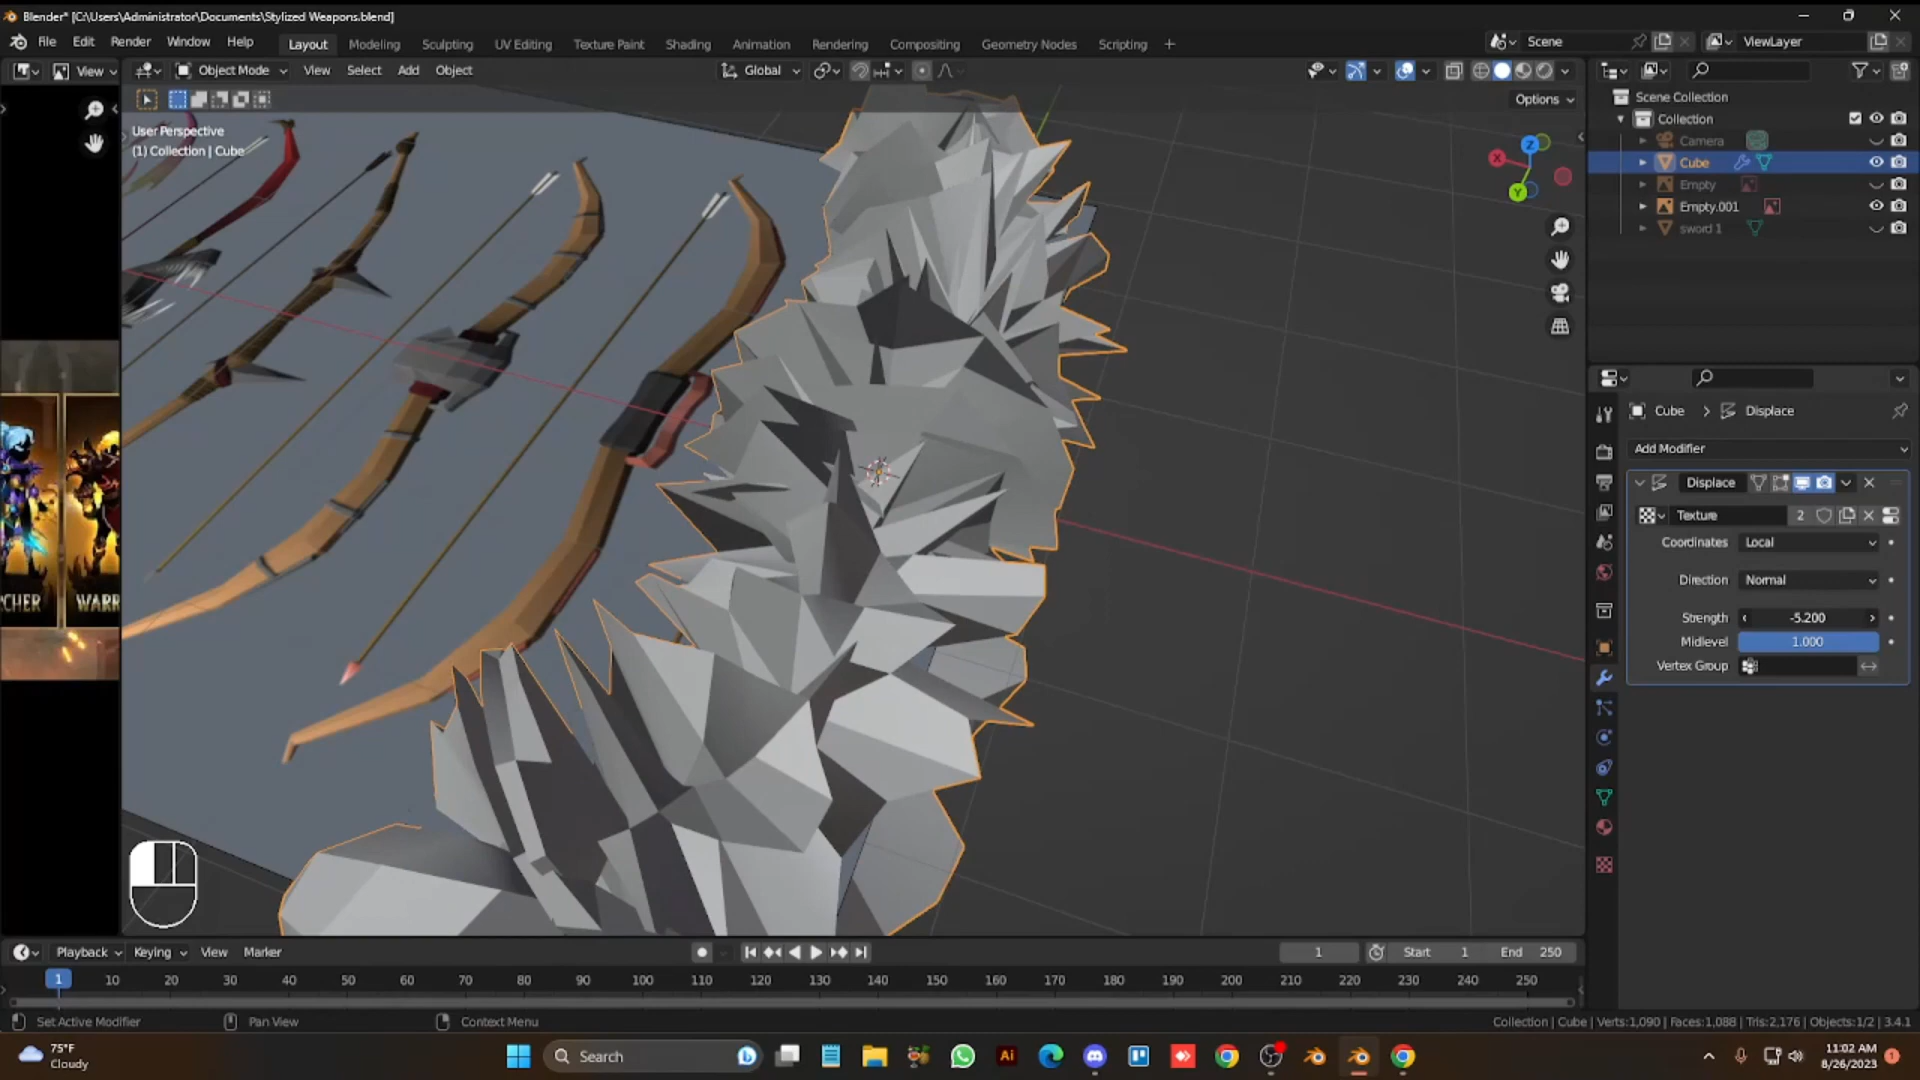 Blender* [C:\Users\Administrator\Documents\Stylized Weapons.blend]
File Edit Render Window Help Layout Modeling Sculpting UV Editing Texture Paint Shading Animation Rendering Compositing Geometry Nodes Scripting + Scene ViewLayer
View Object Mode View Select Add Object Global
Options
User Perspective
(1) Collection | Cube
X
Y
Z
Scene Collection
Collection
Camera
Cube
Empty
Empty.001
sword 1
Cube > Displace
Add Modifier
Displace
Texture 2
Coordinates Local
Direction Normal
Strength -5.200
Midlevel 1.000
Vertex Group
CHER WARR
Playback Keying View Marker 1 Start 1 End 250
1 10 20 30 40 50 60 70 80 90 100 110 120 130 140 150 160 170 180 190 200 210 220 230 240 250
Set Active Modifier Pan View Context Menu Collection | Cube | Verts:1,090 | Faces:1,088 | Tris:2,176 | Objects:1/2 | 3.4.1
75°F
Cloudy
Search
Ai
11:02 AM
8/26/2023
1